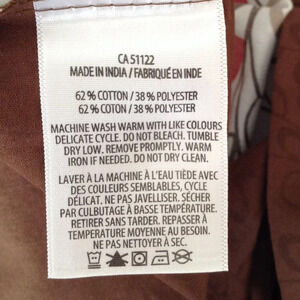 CA 51122
MADE IN INDIA / FABRIQUÉ EN INDE
62 % COTTON / 38 % POLYESTER
62 % COTON / 38 % POLYESTER
MACHINE WASH WARM WITH LIKE COLOURS
DELICATE CYCLE. DO NOT BLEACH. TUMBLE
DRY LOW. REMOVE PROMPTLY. WARM
IRON IF NEEDED. DO NOT DRY CLEAN.
LAVER À LA MACHINE À L'EAU TIÈDE AVEC
DES COULEURS SEMBLABLES, CYCLE
DÉLICAT. NE PAS JAVELLISER. SÉCHER
PAR CULBUTAGE À BASSE TEMPÉRATURE.
RETIRER SANS TARDER. REPASSER À
TEMPERATURE MOYENNE AU BESOIN.
NE PAS NETTOYER À SEC.